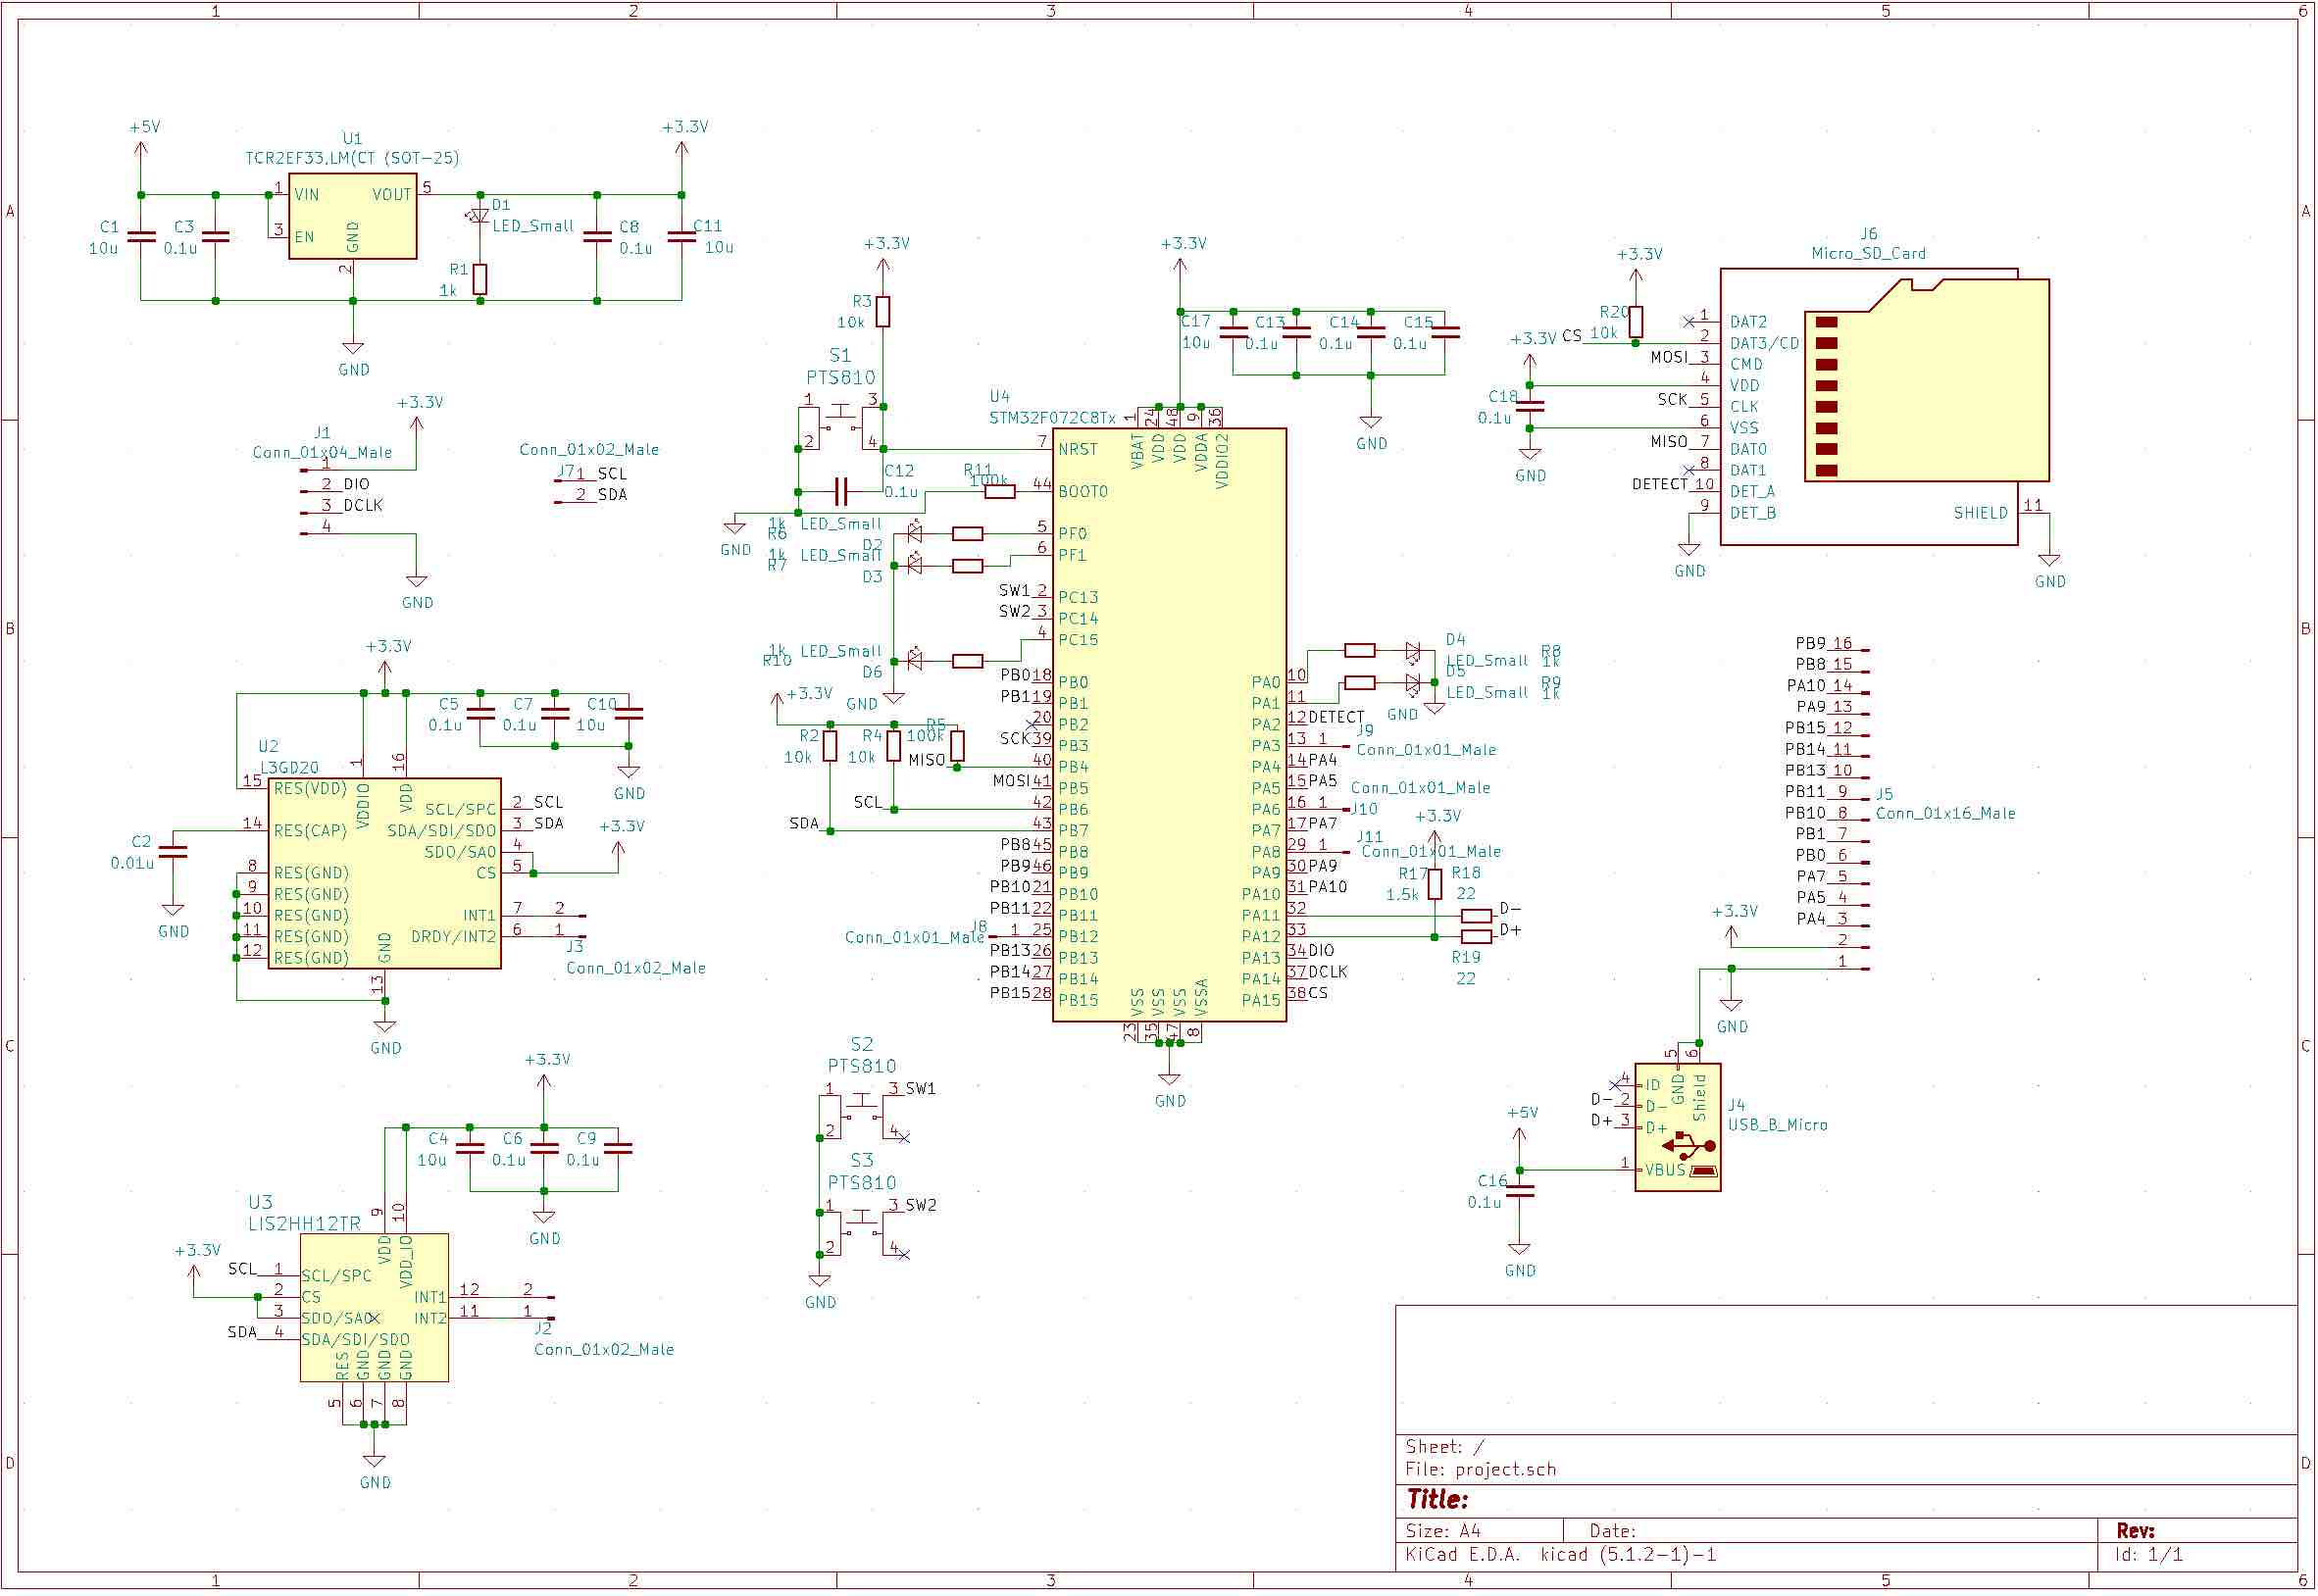 1 2 3 4 5 6
A
B
C
D
+5V
U1
TCR2EF33,LM(CT (SOT-25)
+3.3V
1 VIN
VOUT 5
3 EN
GND
2
C1
10u
C3
0.1u
D1
LED_Small
R1
1k
C8
0.1u
C11
10u
GND
J1
Conn_01x04_Male
+3.3V
1
2 DIO
3 DCLK
4
GND
Conn_01x02_Male
J7 1 SCL
2 SDA
+3.3V
C5
0.1u
C7
0.1u
C10
10u
GND
U2
L3GD20
15 RES(VDD)
14 RES(CAP)
8 RES(GND)
9 RES(GND)
10 RES(GND)
11 RES(GND)
12 RES(GND)
1 VDDIO
16 VDD
SCL/SPC 2 SCL
SDA/SDI/SDO 3 SDA
SDO/SA0 4
CS 5
+3.3V
INT1 7 2
DRDY/INT2 6 1
GND 13
J3
Conn_01x02_Male
C2
0.01u
GND
GND
+3.3V
C4
10u
C6
0.1u
C9
0.1u
GND
U3
LIS2HH12TR
+3.3V
SCL 1 SCL/SPC
2 CS
3 SDO/SA0
SDA 4 SDA/SDI/SDO
9 VDD
10 VDD_IO
INT1 12 2
INT2 11 1
J2
Conn_01x02_Male
5 RES
6 GND
7 GND
8 GND
GND
+3.3V
R3
10k
S1
PTS810
1 3
2 4
C12
0.1u
R11
100k
GND
1k LED_Small
R6
D2
1k LED_Small
R7
D3
1k LED_Small
R10
D6
GND
+3.3V
R2
10k
R4
10k
R5
100k
MISO
SCL
SDA
J8
Conn_01x01_Male
1
+3.3V
C17
10u
C13
0.1u
C14
0.1u
C15
0.1u
GND
U4
STM32F072C8Tx
1 VBAT
24 VDD
48 VDD
9 VDDA
36 VDDIO2
7 NRST
44 BOOT0
5 PF0
6 PF1
SW1 2 PC13
SW2 3 PC14
4 PC15
PB0 18 PB0
PB1 19 PB1
20 PB2
SCK 39 PB3
40 PB4
MOSI 41 PB5
42 PB6
43 PB7
PB8 45 PB8
PB9 46 PB9
PB10 21 PB10
PB11 22 PB11
25 PB12
PB13 26 PB13
PB14 27 PB14
PB15 28 PB15
PA0 10
PA1 11
PA2 12 DETECT
PA3 13 1
PA4 14 PA4
PA5 15 PA5
PA6 16 1
PA7 17 PA7
PA8 29 1
PA9 30 PA9
PA10 31 PA10
PA11 32
PA12 33
PA13 34 DIO
PA14 37 DCLK
PA15 38 CS
23 VSS
35 VSS
47 VSS
8 VSSA
GND
D4
LED_Small
R8
1k
D5
LED_Small
R9
1k
GND
J9
Conn_01x01_Male
Conn_01x01_Male
J10
+3.3V
J11
Conn_01x01_Male
R17
1.5k
R18
22
D-
D+
R19
22
S2
PTS810
1 3 SW1
2 4
S3
PTS810
1 3 SW2
2 4
GND
J6
Micro_SD_Card
+3.3V
R20
10k
+3.3V
C18
0.1u
GND
1 DAT2
CS 2 DAT3/CD
MOSI 3 CMD
4 VDD
SCK 5 CLK
6 VSS
MISO 7 DAT0
8 DAT1
DETECT 10 DET_A
9 DET_B
SHIELD 11
GND
GND
PB9 16
PB8 15
PA10 14
PA9 13
PB15 12
PB14 11
PB13 10
PB11 9
PB10 8
PB1 7
PB0 6
PA7 5
PA5 4
PA4 3
2
1
J5
Conn_01x16_Male
+3.3V
GND
5 GND
6 Shield
4 ID
D- 2 D-
D+ 3 D+
1 VBUS
J4
USB_B_Micro
+5V
C16
0.1u
GND
Sheet: /
File: project.sch
Title:
Size: A4 Date: Rev:
KiCad E.D.A. kicad (5.1.2-1)-1 Id: 1/1
A
B
C
D
1 2 3 4 5 6